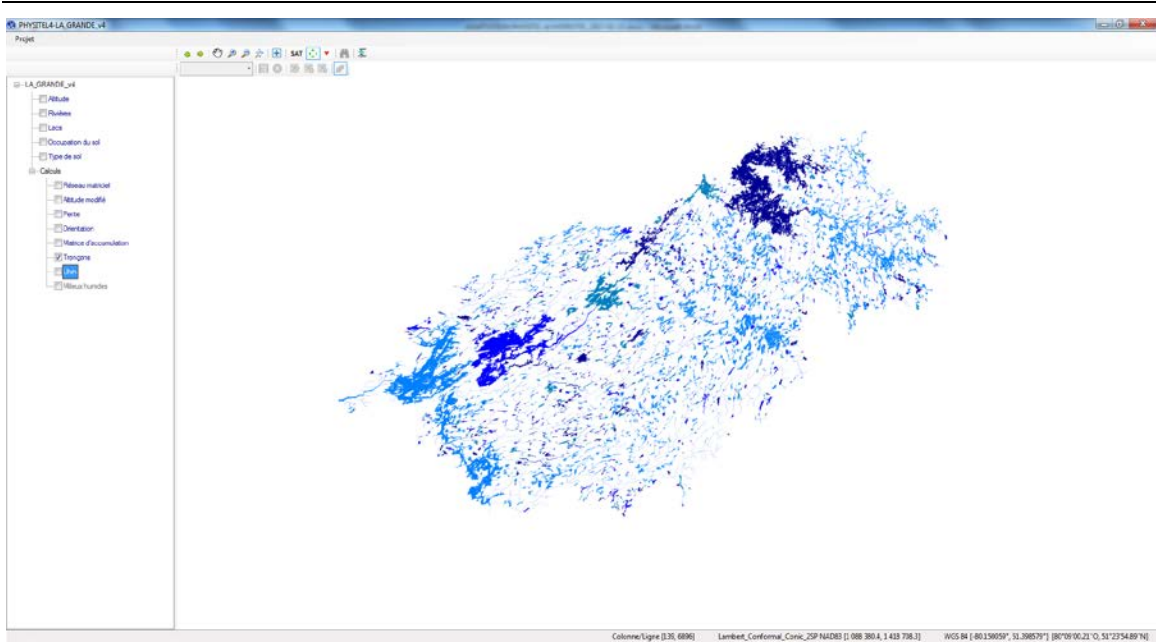 PHYSITEL4-LA_GRANDE_v4
Projet
SAT
LA_GRANDE_v4
Altitude
Rivières
Lacs
Occupation du sol
Type de sol
Calculs
Réseau matriciel
Altitude modifié
Pente
Orientation
Matrice d'accumulation
Tronçons
Uhrh
Milieux humides
Colonne/Ligne [139, 6896] Lambert_Conformal_Conic_2SP NAD83 [1 088 380.4, 1 418 708.3] WGS 84 [-80.150059°, 51.398579°] [80°09'00.21"O, 51°23'54.89"N]